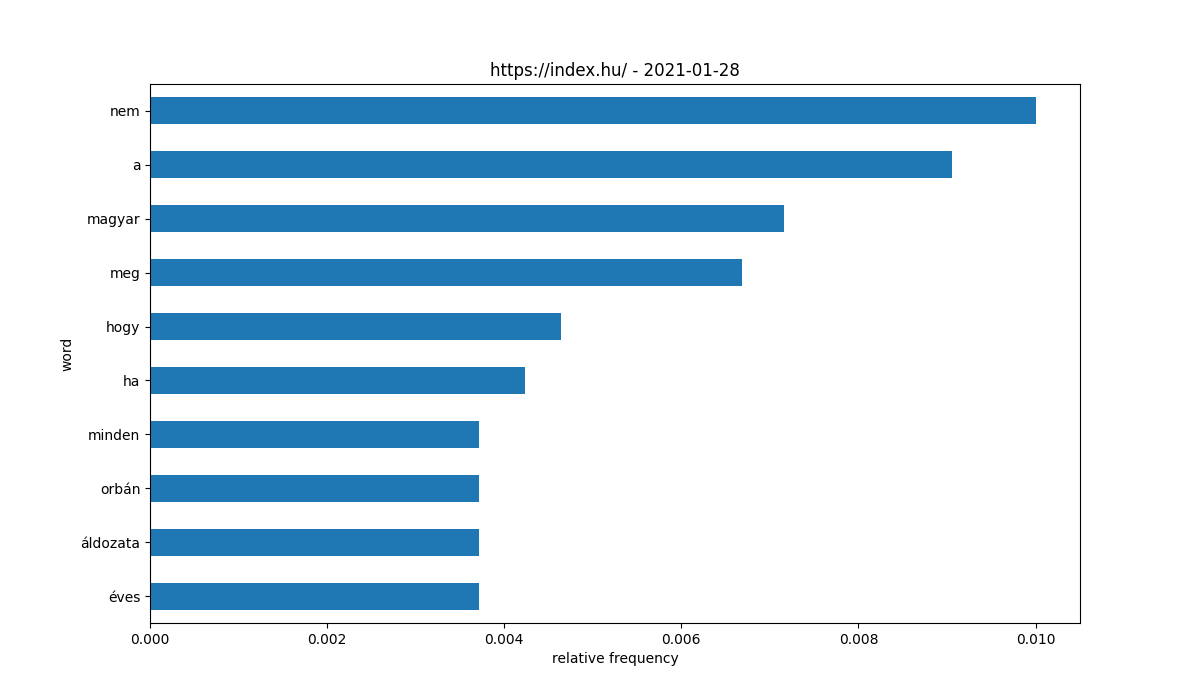 https://index.hu/ - 2021-01-28
nem
a
magyar
meg
hogy
ha
minden
orbán
áldozata
éves
word
0.000 0.002 0.004 0.006 0.008 0.010
relative frequency